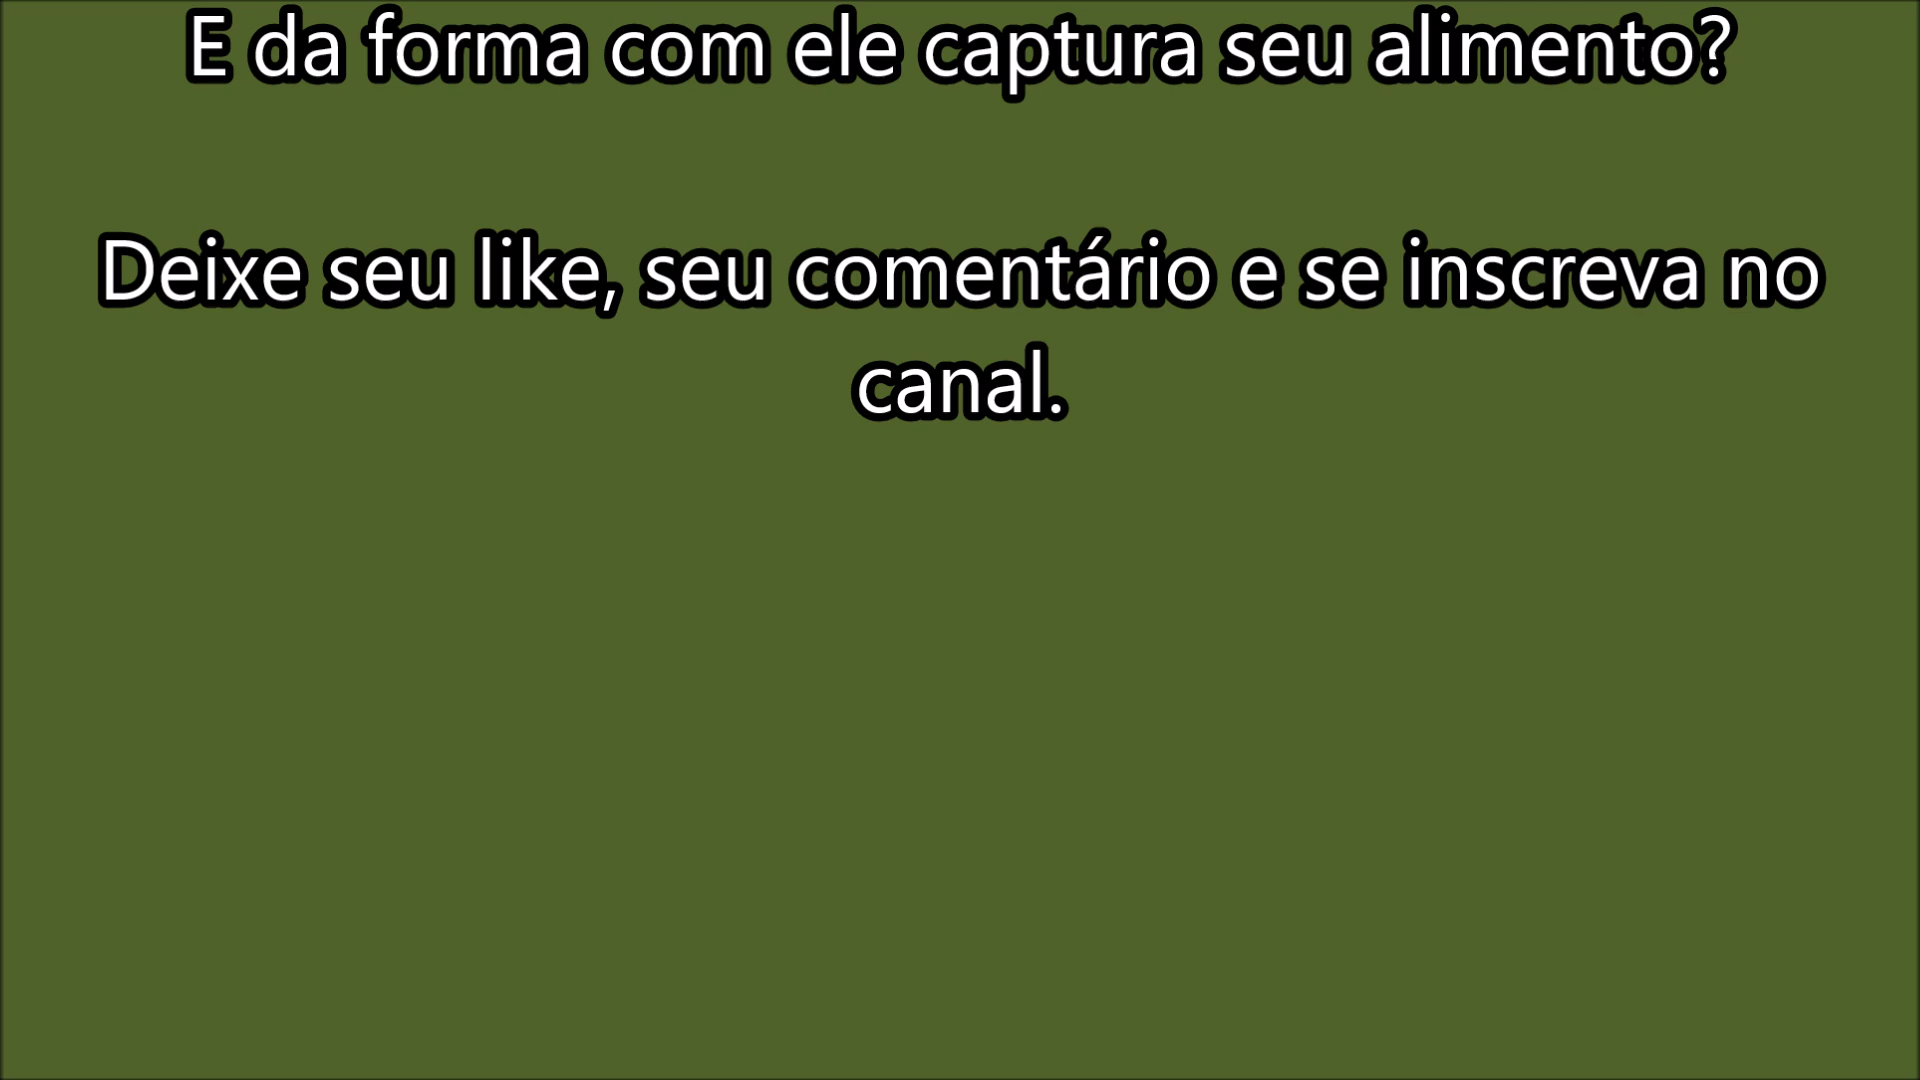 E da forma com ele captura seu alimento?
Deixe seu like, seu comentário e se inscreva no
canal.